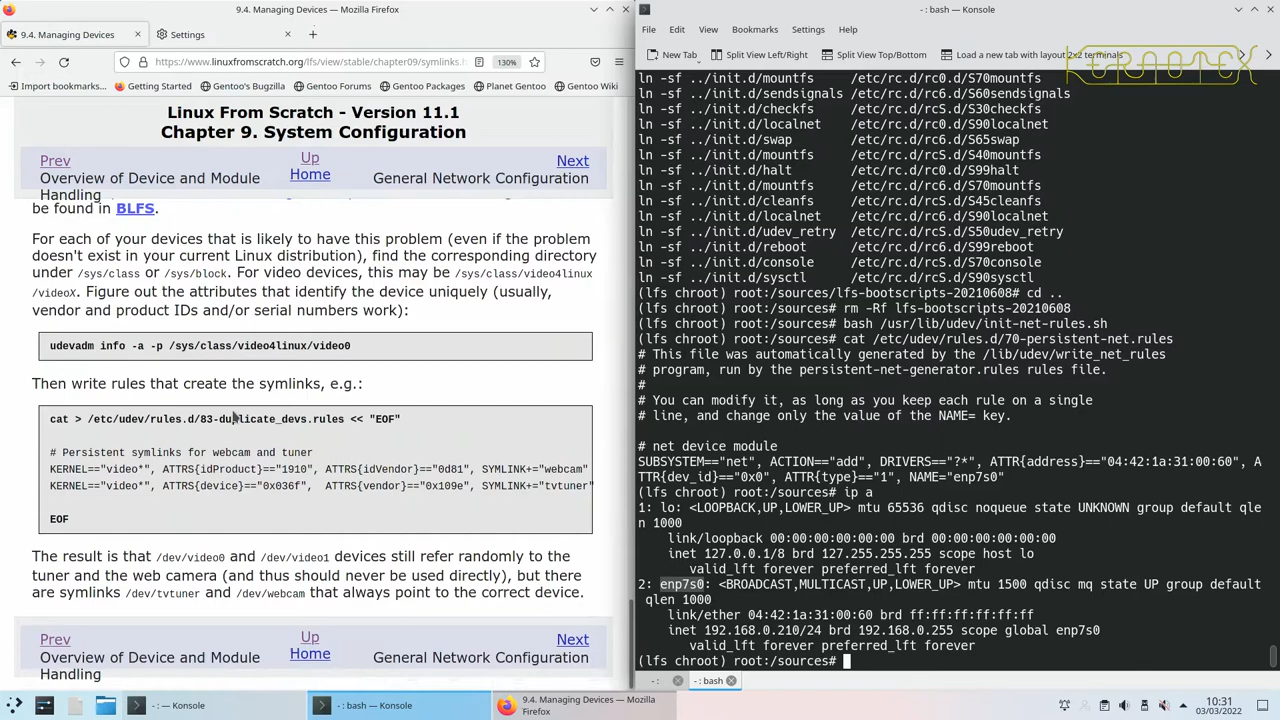 9.4. Managing Devices — Mozilla Firefox
9.4. Managing Devices
Settings
https://www.linuxfromscratch.org/lfs/view/stable/chapter09/symlinks.h
130%
Import bookmarks...
Getting Started
Gentoo's Bugzilla
Gentoo Forums
Gentoo Packages
Planet Gentoo
Gentoo Wiki
Linux From Scratch - Version 11.1
Chapter 9. System Configuration
Prev
Up
Next
Overview of Device and Module
Handling
Home
General Network Configuration
be found in BLFS.
For each of your devices that is likely to have this problem (even if the problem
doesn't exist in your current Linux distribution), find the corresponding directory
under /sys/class or /sys/block. For video devices, this may be /sys/class/video4linux
/videoX. Figure out the attributes that identify the device uniquely (usually,
vendor and product IDs and/or serial numbers work):
udevadm info -a -p /sys/class/video4linux/video0
Then write rules that create the symlinks, e.g.:
cat > /etc/udev/rules.d/83-duplicate_devs.rules << "EOF"
# Persistent symlinks for webcam and tuner
KERNEL=="video*", ATTRS{idProduct}=="1910", ATTRS{idVendor}=="0d81", SYMLINK+="webcam"
KERNEL=="video*", ATTRS{device}=="0x036f",  ATTRS{vendor}=="0x109e", SYMLINK+="tvtuner"
EOF
The result is that /dev/video0 and /dev/video1 devices still refer randomly to the
tuner and the web camera (and thus should never be used directly), but there
are symlinks /dev/tvtuner and /dev/webcam that always point to the correct device.
Prev
Up
Next
Overview of Device and Module
Handling
Home
General Network Configuration
- : bash — Konsole
File Edit View Bookmarks Settings Help
New Tab
Split View Left/Right
Split View Top/Bottom
Load a new tab with layout 2x2 terminals
KERNOTEX
ln -sf ../init.d/mountfs     /etc/rc.d/rc0.d/S70mountfs
ln -sf ../init.d/sendsignals /etc/rc.d/rc6.d/S60sendsignals
ln -sf ../init.d/checkfs     /etc/rc.d/rcS.d/S30checkfs
ln -sf ../init.d/localnet    /etc/rc.d/rc0.d/S90localnet
ln -sf ../init.d/swap        /etc/rc.d/rc6.d/S65swap
ln -sf ../init.d/mountfs     /etc/rc.d/rcS.d/S40mountfs
ln -sf ../init.d/halt        /etc/rc.d/rc0.d/S99halt
ln -sf ../init.d/mountfs     /etc/rc.d/rc6.d/S70mountfs
ln -sf ../init.d/cleanfs     /etc/rc.d/rcS.d/S45cleanfs
ln -sf ../init.d/localnet    /etc/rc.d/rc6.d/S90localnet
ln -sf ../init.d/udev_retry  /etc/rc.d/rcS.d/S50udev_retry
ln -sf ../init.d/reboot      /etc/rc.d/rc6.d/S99reboot
ln -sf ../init.d/console     /etc/rc.d/rcS.d/S70console
ln -sf ../init.d/sysctl      /etc/rc.d/rcS.d/S90sysctl
(lfs chroot) root:/sources/lfs-bootscripts-20210608# cd ..
(lfs chroot) root:/sources# rm -Rf lfs-bootscripts-20210608
(lfs chroot) root:/sources# bash /usr/lib/udev/init-net-rules.sh
(lfs chroot) root:/sources# cat /etc/udev/rules.d/70-persistent-net.rules
# This file was automatically generated by the /lib/udev/write_net_rules
# program, run by the persistent-net-generator.rules rules file.
#
# You can modify it, as long as you keep each rule on a single
# line, and change only the value of the NAME= key.
# net device module
SUBSYSTEM=="net", ACTION=="add", DRIVERS=="?*", ATTR{address}=="04:42:1a:31:00:60", A
TTR{dev_id}=="0x0", ATTR{type}=="1", NAME="enp7s0"
(lfs chroot) root:/sources# ip a
1: lo: <LOOPBACK,UP,LOWER_UP> mtu 65536 qdisc noqueue state UNKNOWN group default qle
n 1000
link/loopback 00:00:00:00:00:00 brd 00:00:00:00:00:00
inet 127.0.0.1/8 brd 127.255.255.255 scope host lo
valid_lft forever preferred_lft forever
2: enp7s0: <BROADCAST,MULTICAST,UP,LOWER_UP> mtu 1500 qdisc mq state UP group default
qlen 1000
link/ether 04:42:1a:31:00:60 brd ff:ff:ff:ff:ff:ff
inet 192.168.0.210/24 brd 192.168.0.255 scope global enp7s0
valid_lft forever preferred_lft forever
(lfs chroot) root:/sources#
- :
- : bash
- : — Konsole
- : bash — Konsole
9.4. Managing Devices — Mozilla
Firefox
10:31
03/03/2022